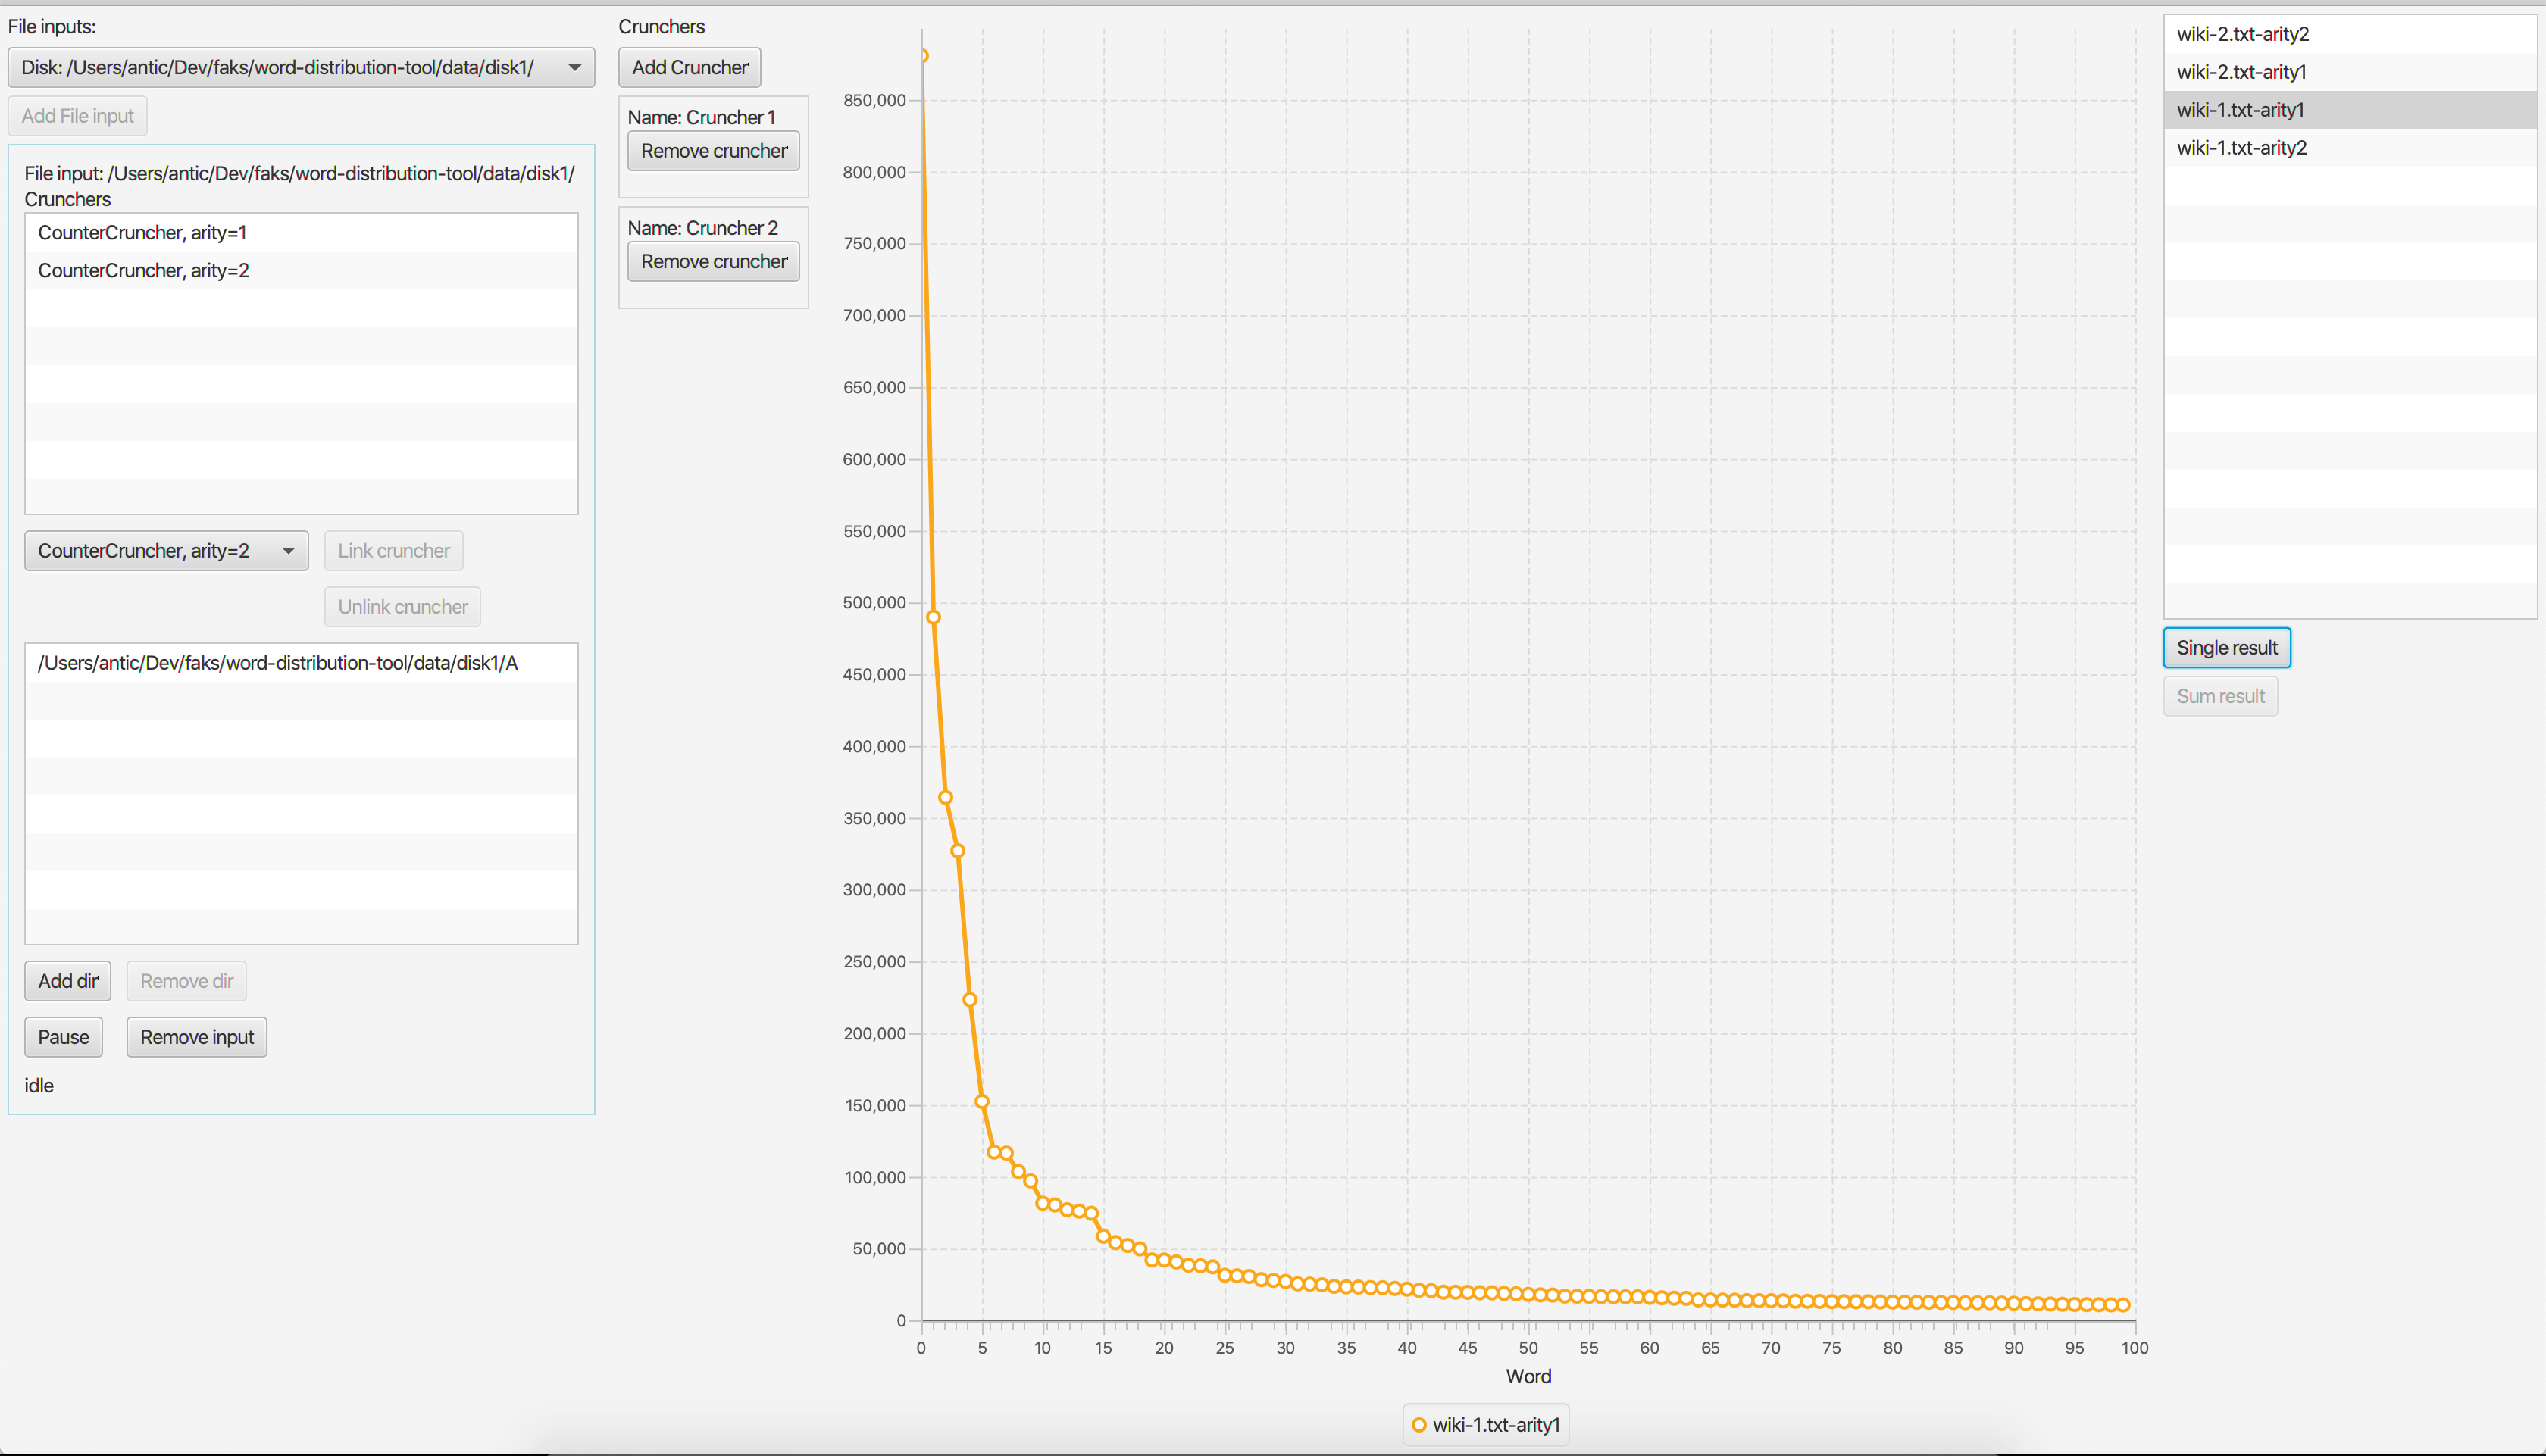 File inputs:
Disk: /Users/antic/Dev/faks/word-distribution-tool/data/disk1/
Add File input
File input: /Users/antic/Dev/faks/word-distribution-tool/data/disk1/
Crunchers
CounterCruncher, arity=1
CounterCruncher, arity=2
CounterCruncher, arity=2
Link cruncher
Unlink cruncher
/Users/antic/Dev/faks/word-distribution-tool/data/disk1/A
Add dir
Remove dir
Pause
Remove input
idle
Crunchers
Add Cruncher
Name: Cruncher 1
Remove cruncher
Name: Cruncher 2
Remove cruncher
850,000
800,000
750,000
700,000
650,000
600,000
550,000
500,000
450,000
400,000
350,000
300,000
250,000
200,000
150,000
100,000
50,000
0
0 5 10 15 20 25 30 35 40 45 50 55 60 65 70 75 80 85 90 95 100
Word
wiki-1.txt-arity1
wiki-2.txt-arity2
wiki-2.txt-arity1
wiki-1.txt-arity1
wiki-1.txt-arity2
Single result
Sum result